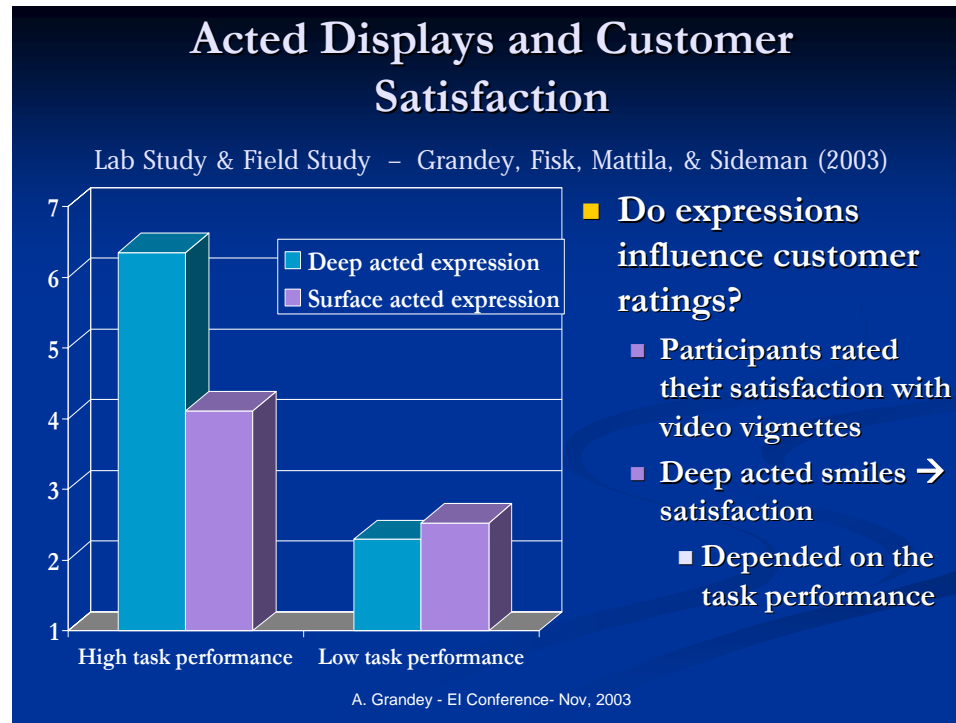 Acted Displays and Customer
Satisfaction
Lab Study & Field Study – Grandey, Fisk, Mattila, & Sideman (2003)
7
6
5
4
3
2
1
Deep acted expression
Surface acted expression
High task performance
Low task performance
Do expressions
influence customer
ratings?
Participants rated
their satisfaction with
video vignettes
Deep acted smiles →
satisfaction
Depended on the
task performance
A. Grandey - EI Conference- Nov, 2003